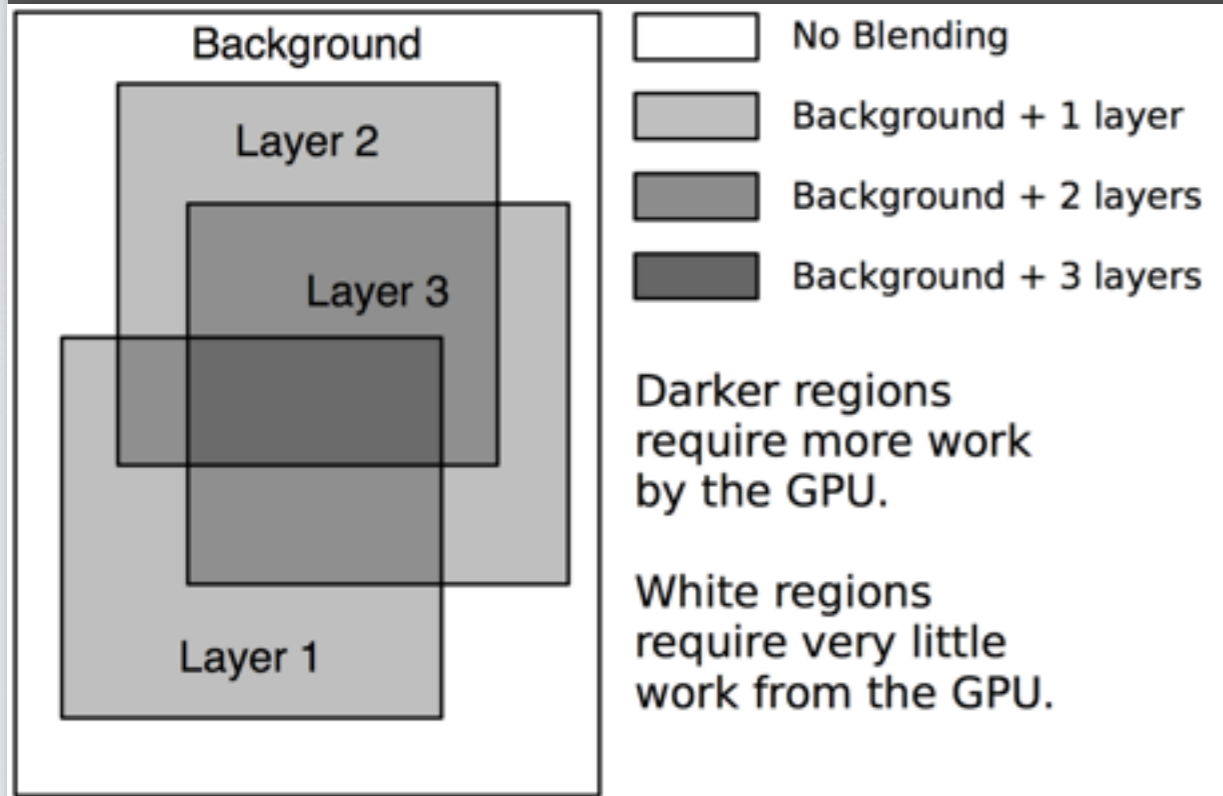 Background
Layer 2
Layer 3
Layer 1
No Blending
Background + 1 layer
Background + 2 layers
Background + 3 layers
Darker regions
require more work
by the GPU.
White regions
require very little
work from the GPU.